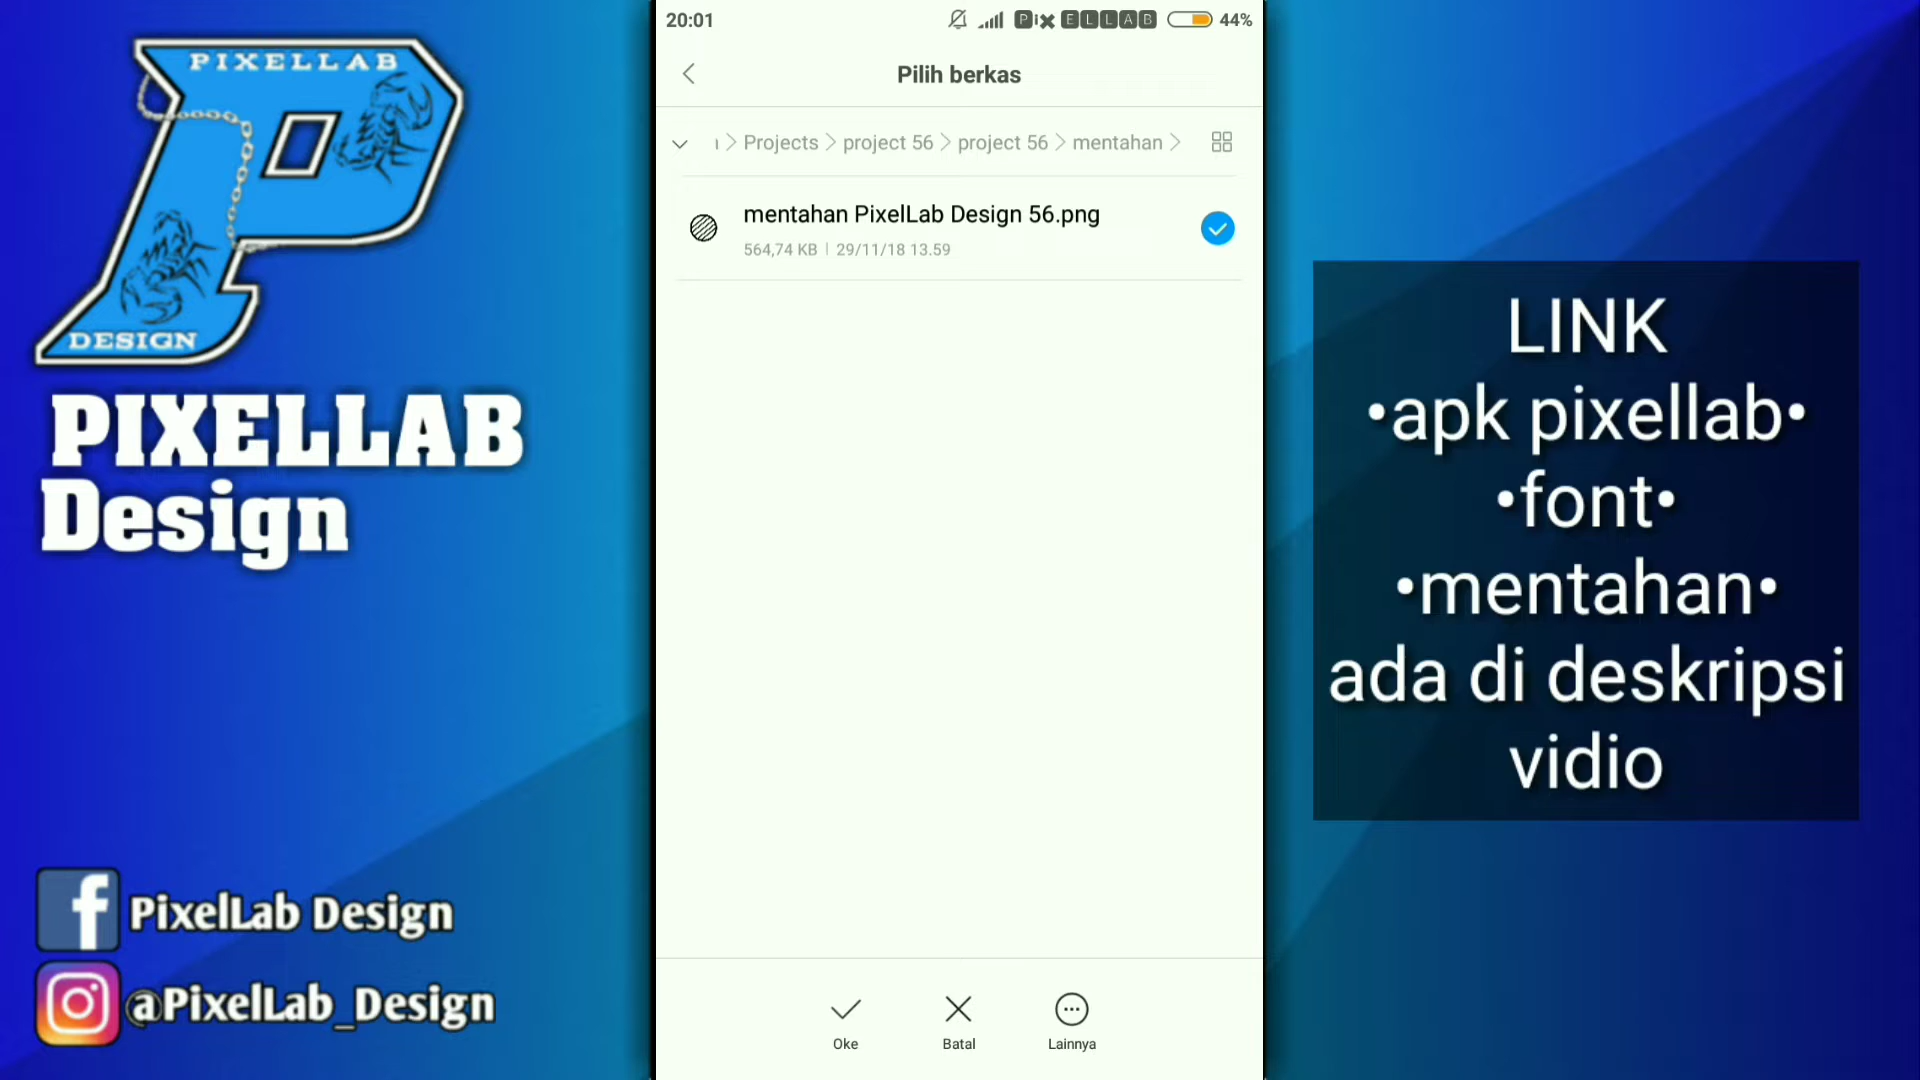 PIXELLAB
DESIGN
PIXELLAB
Design
PixelLab Design
@PixelLab_Design
20:01
PiX ELLAB
44%
Pilih berkas
Projects > project 56 > project 56 > mentahan >
mentahan PixelLab Design 56.png
564,74 KB | 29/11/18 13.59
Oke
Batal
Lainnya
LINK
•apk pixellab•
•font•
•mentahan•
ada di deskripsi
vidio